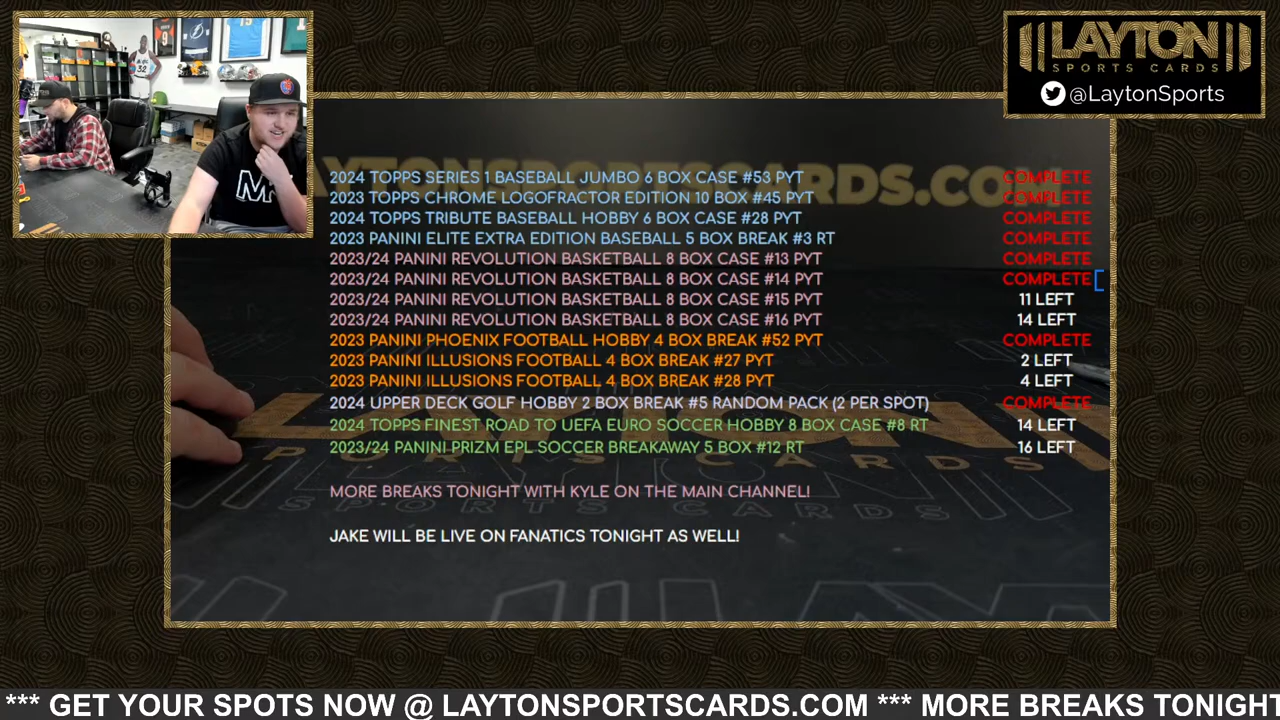 LAYTON
SPORTS CARDS
@LaytonSports
LAYTONSPORTSCARDS.CO
2024 TOPPS SERIES 1 BASEBALL JUMBO 6 BOX CASE #53 PYT COMPLETE
2023 TOPPS CHROME LOGOFRACTOR EDITION 10 BOX #45 PYT COMPLETE
2024 TOPPS TRIBUTE BASEBALL HOBBY 6 BOX CASE #28 PYT COMPLETE
2023 PANINI ELITE EXTRA EDITION BASEBALL 5 BOX BREAK #3 RT COMPLETE
2023/24 PANINI REVOLUTION BASKETBALL 8 BOX CASE #13 PYT COMPLETE
2023/24 PANINI REVOLUTION BASKETBALL 8 BOX CASE #14 PYT COMPLETE
2023/24 PANINI REVOLUTION BASKETBALL 8 BOX CASE #15 PYT 11 LEFT
2023/24 PANINI REVOLUTION BASKETBALL 8 BOX CASE #16 PYT 14 LEFT
2023 PANINI PHOENIX FOOTBALL HOBBY 4 BOX BREAK #52 PYT COMPLETE
2023 PANINI ILLUSIONS FOOTBALL 4 BOX BREAK #27 PYT 2 LEFT
2023 PANINI ILLUSIONS FOOTBALL 4 BOX BREAK #28 PYT 4 LEFT
2024 UPPER DECK GOLF HOBBY 2 BOX BREAK #5 RANDOM PACK (2 PER SPOT) COMPLETE
2024 TOPPS FINEST ROAD TO UEFA EURO SOCCER HOBBY 8 BOX CASE #8 RT 14 LEFT
2023/24 PANINI PRIZM EPL SOCCER BREAKAWAY 5 BOX #12 RT 16 LEFT
LAYTON
SPORTS CARDS
MORE BREAKS TONIGHT WITH KYLE ON THE MAIN CHANNEL!
JAKE WILL BE LIVE ON FANATICS TONIGHT AS WELL!
*** GET YOUR SPOTS NOW @ LAYTONSPORTSCARDS.COM *** MORE BREAKS TONIGHT